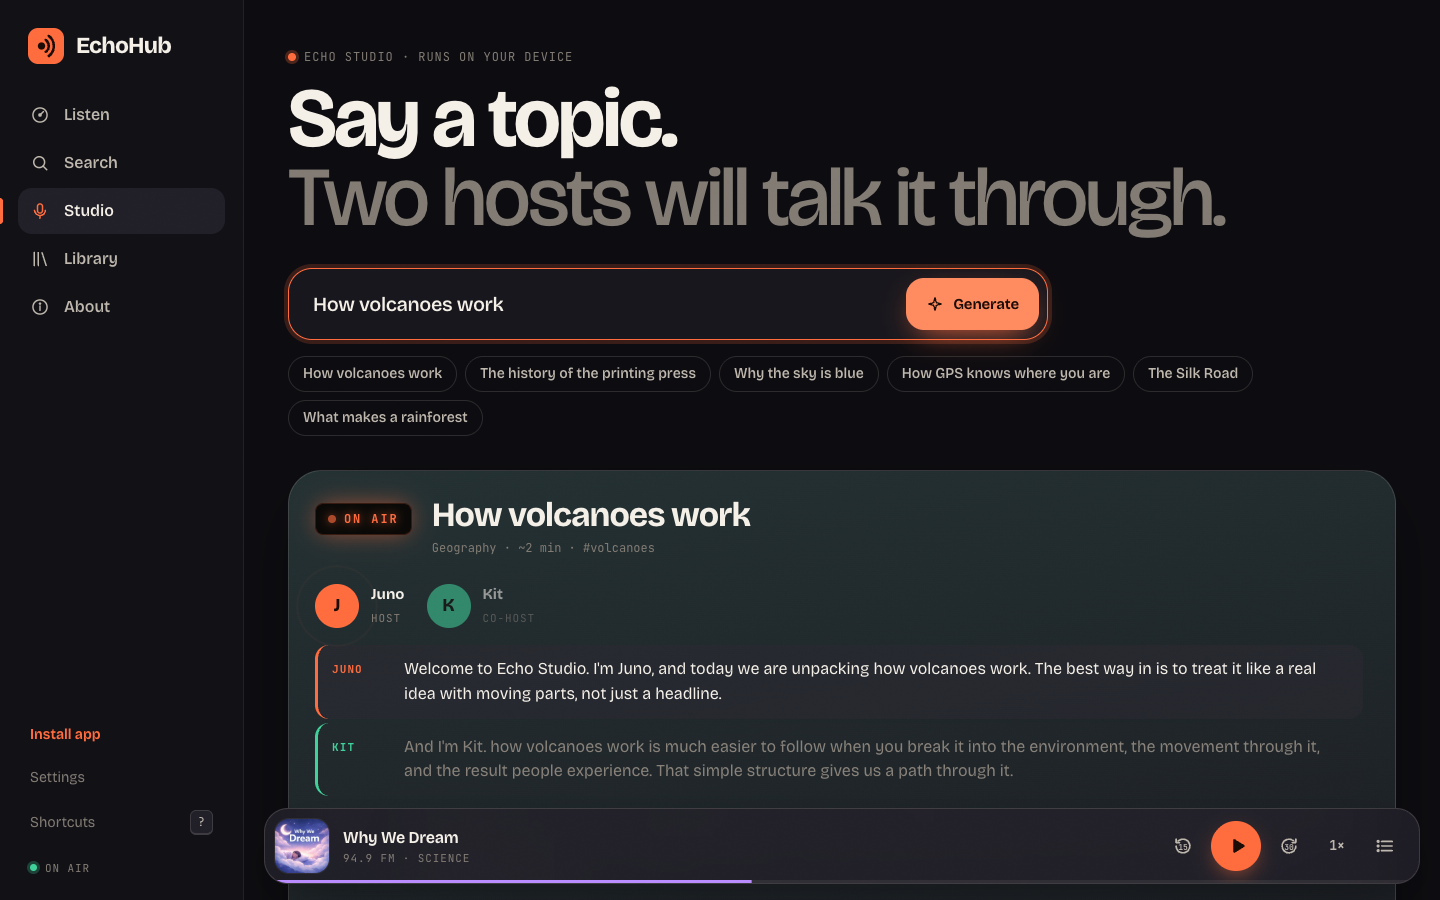 EchoHub
Listen
Search
Studio
Library
About
Install app
Settings
Shortcuts ?
ON AIR
ECHO STUDIO · RUNS ON YOUR DEVICE
Say a topic.
Two hosts will talk it through.
How volcanoes work
Generate
How volcanoes work
The history of the printing press
Why the sky is blue
How GPS knows where you are
The Silk Road
What makes a rainforest
ON AIR
How volcanoes work
Geography · ~2 min · #volcanoes
J
Juno
HOST
K
Kit
CO-HOST
JUNO
Welcome to Echo Studio. I'm Juno, and today we are unpacking how volcanoes work. The best way in is to treat it like a real
idea with moving parts, not just a headline.
KIT
And I'm Kit. how volcanoes work is much easier to follow when you break it into the environment, the movement through it,
and the result people experience. That simple structure gives us a path through it.
Why We
Dream
Why We Dream
94.9 FM · SCIENCE
15
30
1×